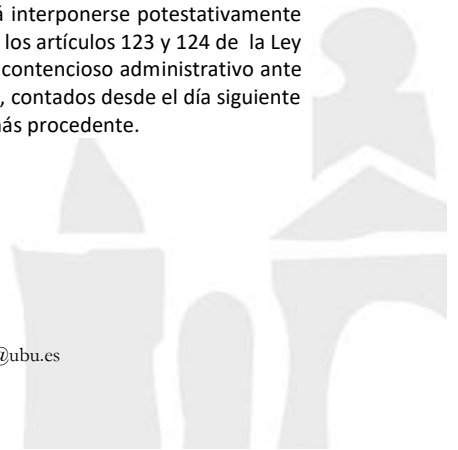 interponerse potestativamente
los artículos 123 y 124 de la Ley
contencioso administrativo ante
, contados desde el día siguiente
más procedente.
@ubu.es